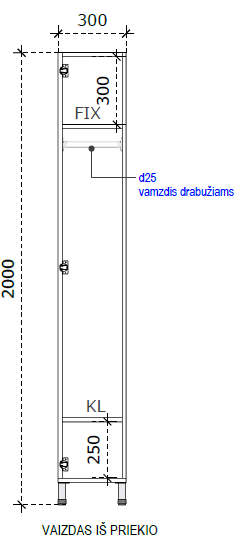 300
300
FIX
d25
vamzdis drabužiams
2000
KL
250
VAIZDAS IŠ PRIEKIO